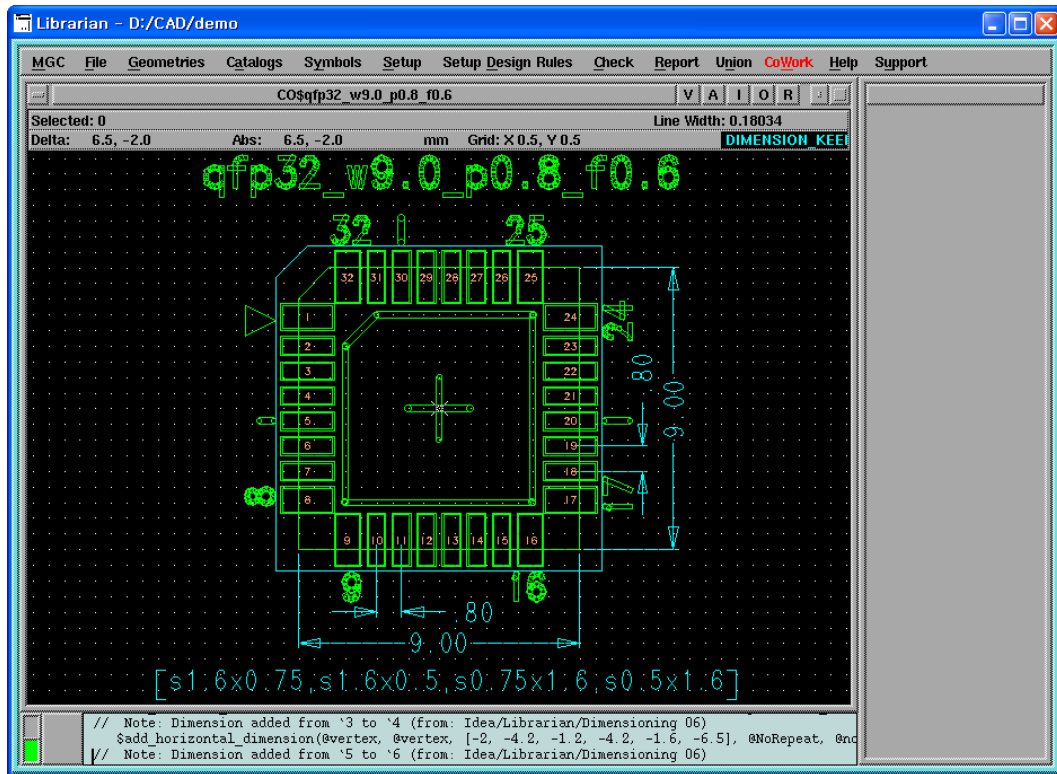 Librarian - D:/CAD/demo
MGC File Geometries Catalogs Symbols Setup Setup Design Rules Check Report Union CoWork Help Support
CO$qfp32_w9.0_p0.8_f0.6 V A I O R
Selected: 0 Line Width: 0.18034
Delta: 6.5, -2.0 Abs: 6.5, -2.0 mm Grid: X 0.5, Y 0.5 DIMENSION_KEE
qfp32_w9.0_p0.8_f0.6
32 25
32 31 30 29 28 27 26 25
1 24 24
2 23
3 22 .80
4 21
5 20 9.00
6 19
7 18
8 8 17 17
9 10 11 12 13 14 15 16
9 16
.80
9.00
[s1.6x0.75,s1.6x0.5,s0.75x1.6,s0.5x1.6]
// Note: Dimension added from `3 to `4 (from: Idea/Librarian/Dimensioning 06)
$add_horizontal_dimension(@vertex, @vertex, [-2, -4.2, -1.2, -4.2, -1.6, -6.5], @NoRepeat, @no
// Note: Dimension added from `5 to `6 (from: Idea/Librarian/Dimensioning 06)